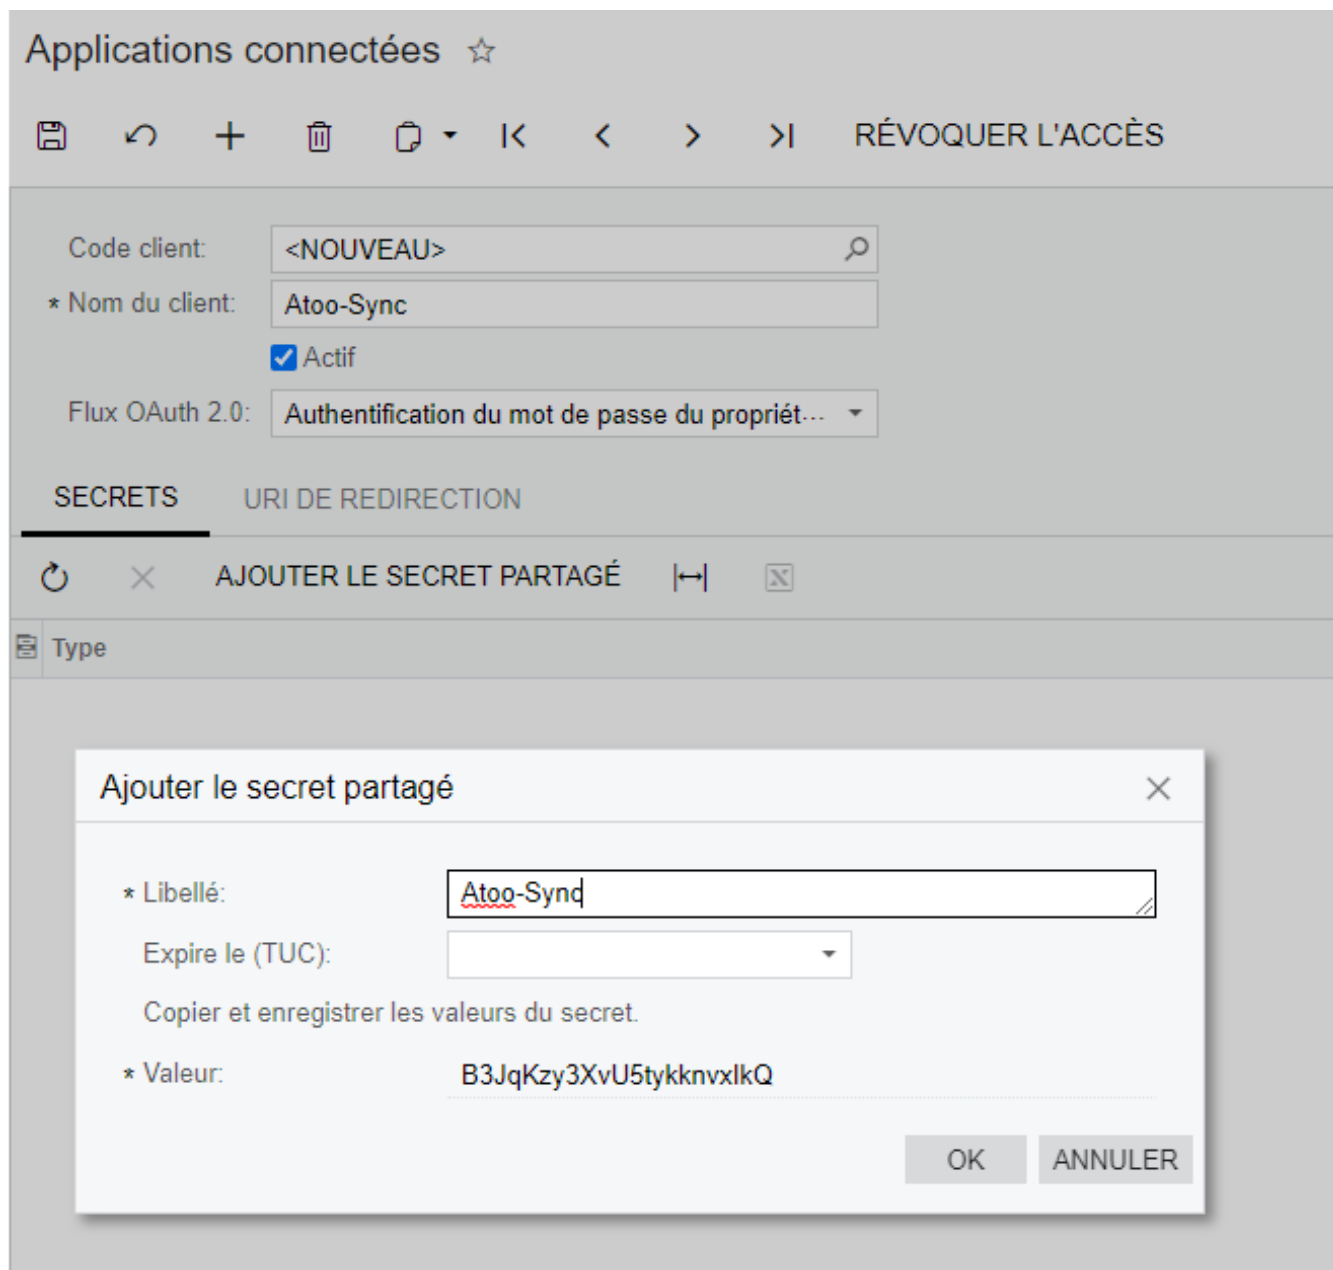 Applications connectées
RÉVOQUER L'ACCÈS
Code client: <NOUVEAU>
* Nom du client: Atoo-Sync
Actif
Flux OAuth 2.0: Authentification du mot de passe du propriét...
SECRETS URI DE REDIRECTION
AJOUTER LE SECRET PARTAGÉ
Type
Ajouter le secret partagé
* Libellé: Atoo-Sync
Expire le (TUC):
Copier et enregistrer les valeurs du secret.
* Valeur: B3JqKzy3XvU5tykknvxlkQ
OK ANNULER